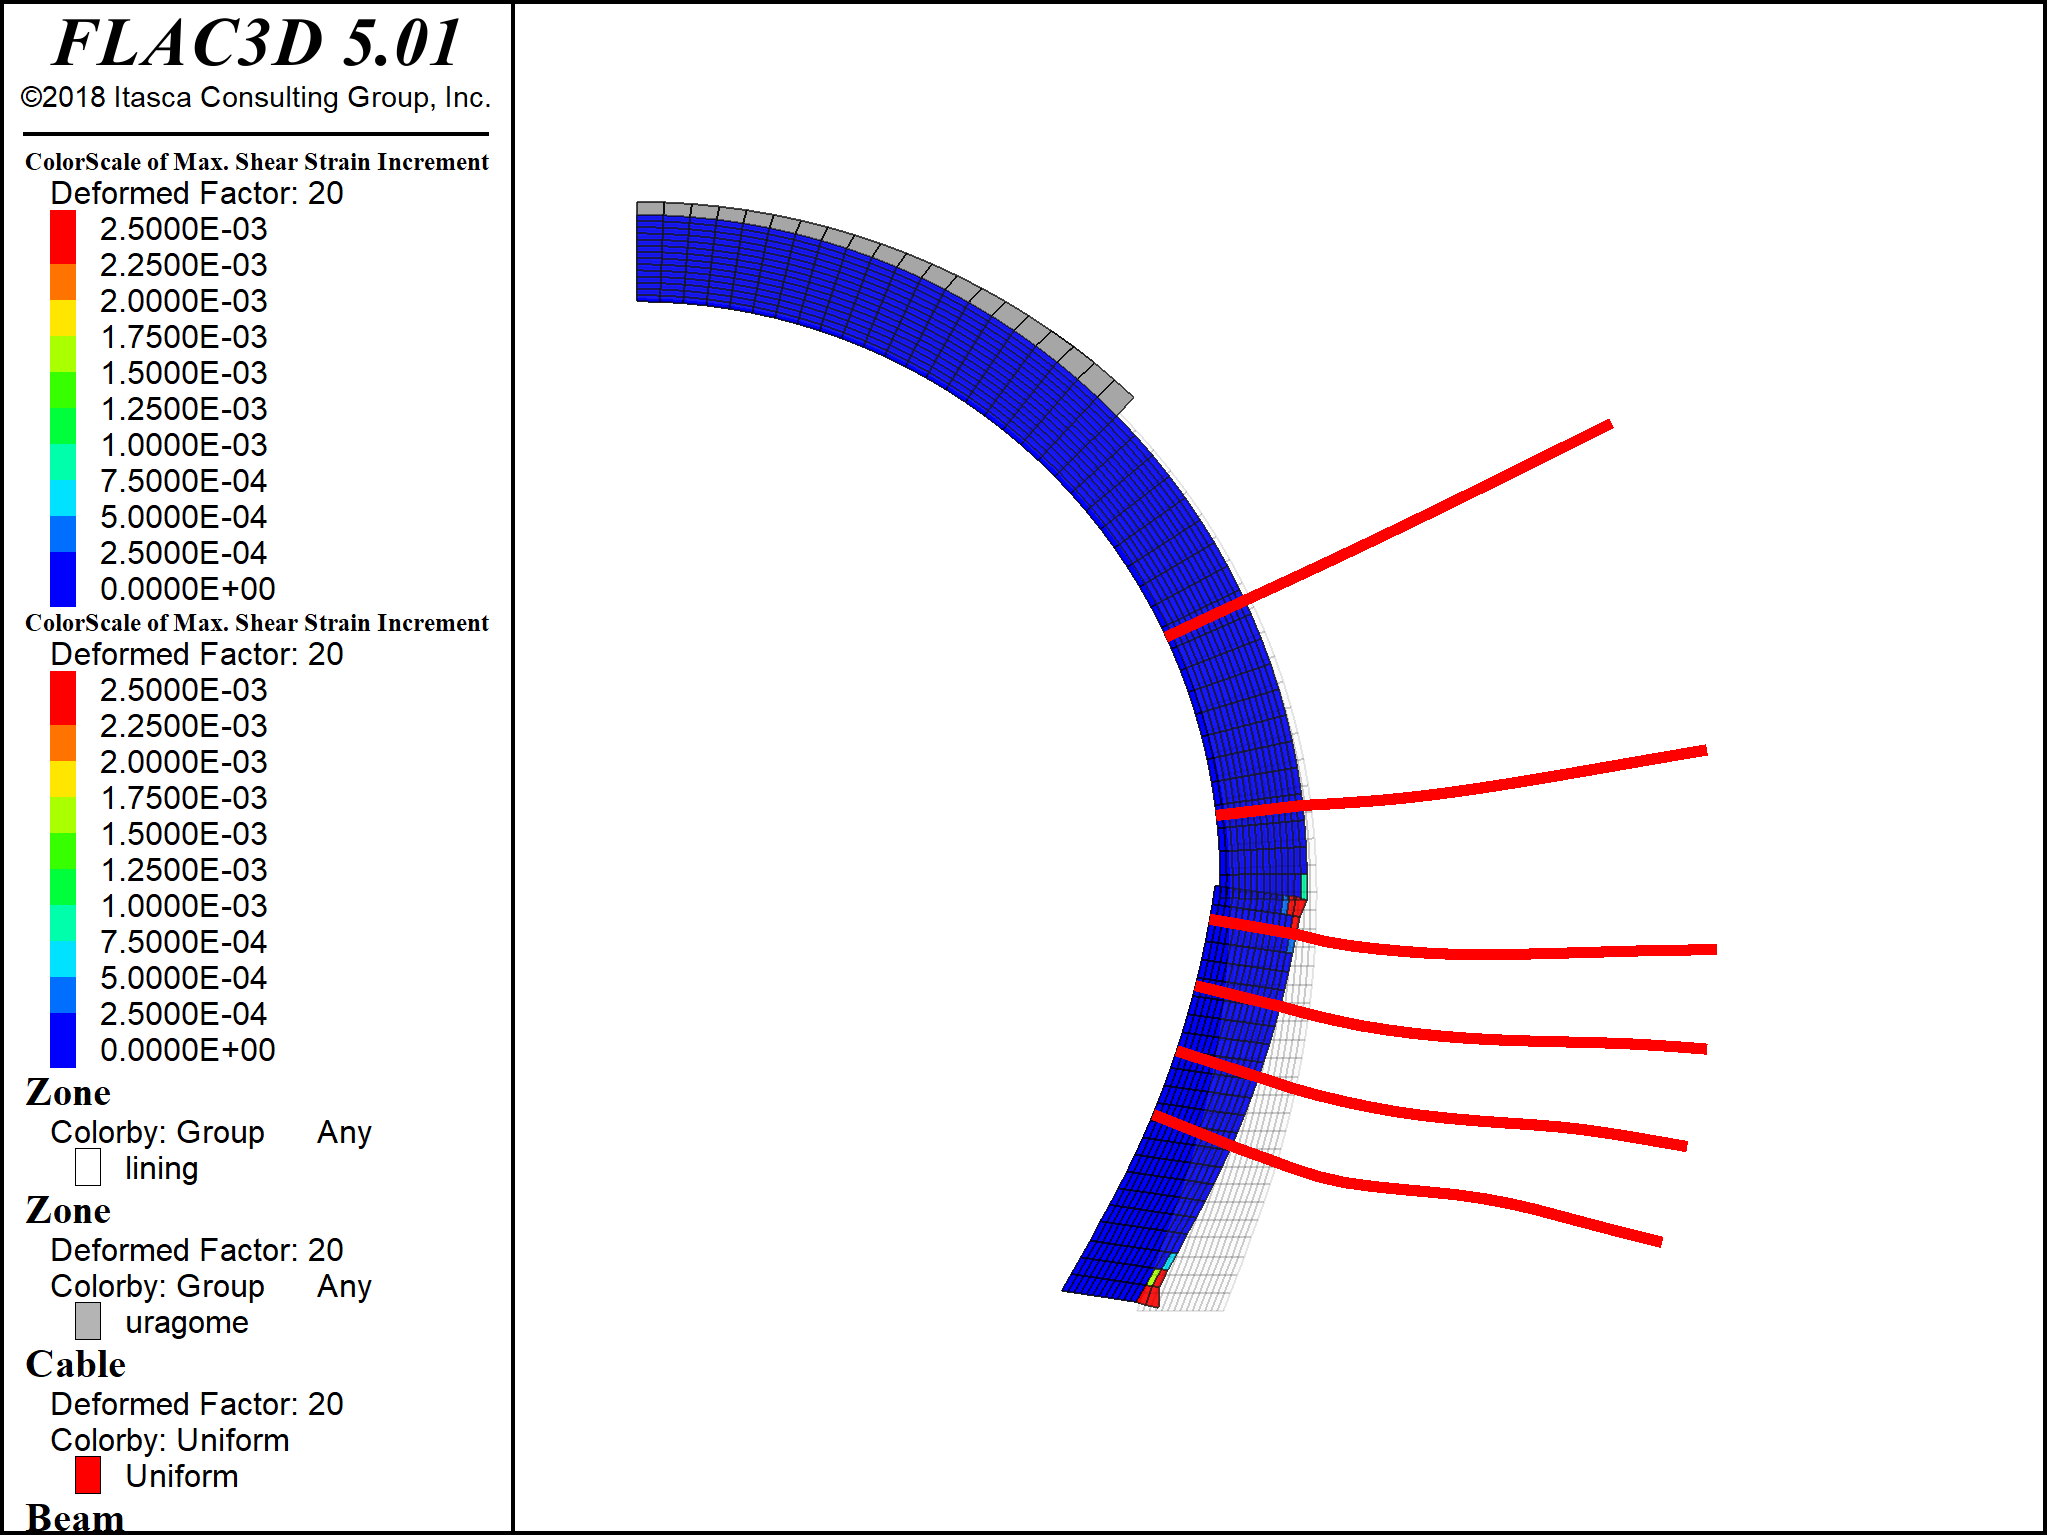 FLAC3D 5.01
©2018 Itasca Consulting Group, Inc.
ColorScale of Max. Shear Strain Increment
Deformed Factor: 20
2.5000E-03
2.2500E-03
2.0000E-03
1.7500E-03
1.5000E-03
1.2500E-03
1.0000E-03
7.5000E-04
5.0000E-04
2.5000E-04
0.0000E+00
ColorScale of Max. Shear Strain Increment
Deformed Factor: 20
2.5000E-03
2.2500E-03
2.0000E-03
1.7500E-03
1.5000E-03
1.2500E-03
1.0000E-03
7.5000E-04
5.0000E-04
2.5000E-04
0.0000E+00
Zone
Colorby: Group Any
lining
Zone
Deformed Factor: 20
Colorby: Group Any
uragome
Cable
Deformed Factor: 20
Colorby: Uniform
Uniform
Beam